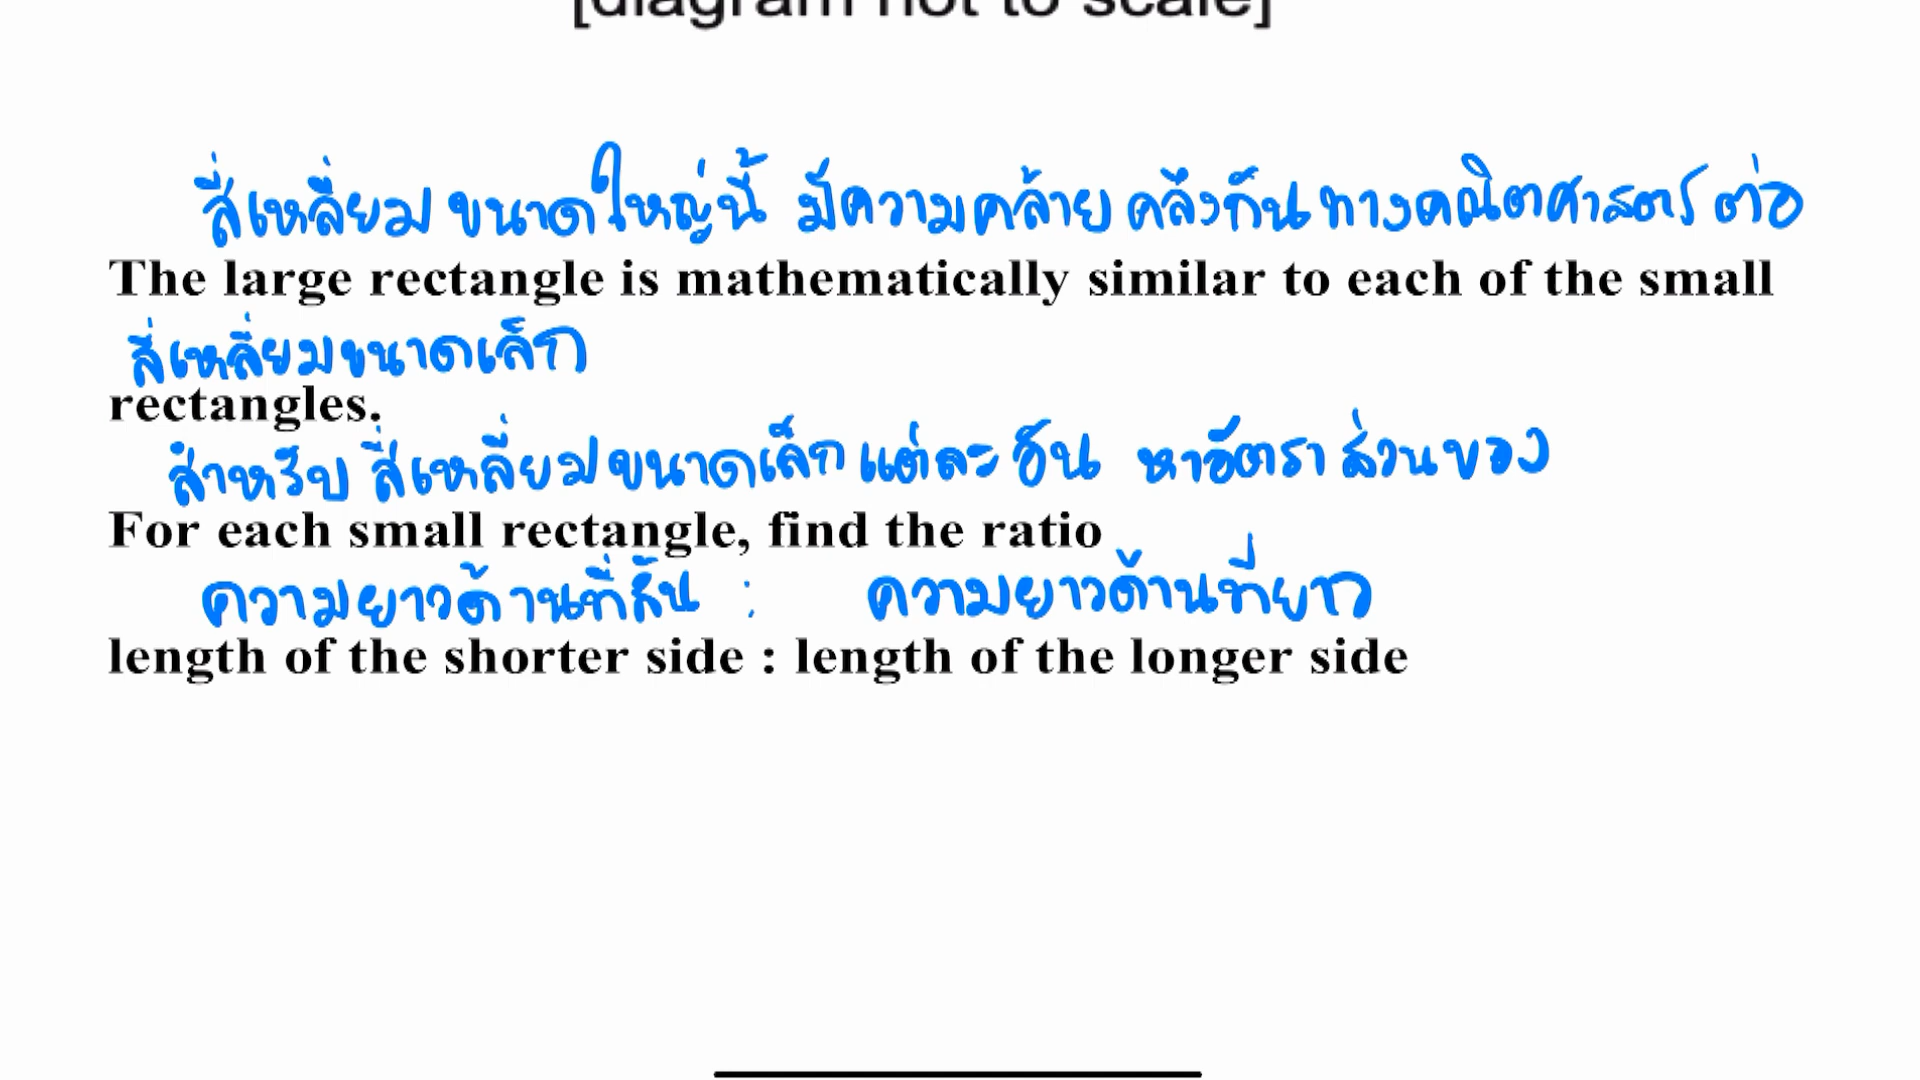 [diagram not to scale]
สี่เหลี่ยมขนาดใหญ่นี้ มีความคล้ายคลึงกันทางคณิตศาสตร์ ต่อ
The large rectangle is mathematically similar to each of the small
สี่เหลี่ยมขนาดเล็ก
rectangles.
สำหรับ สี่เหลี่ยมขนาดเล็ก แต่ละ อัน หาอัตราส่วนของ
For each small rectangle, find the ratio
ความยาวด้านที่สั้น : ความยาวด้านที่ยาว
length of the shorter side : length of the longer side